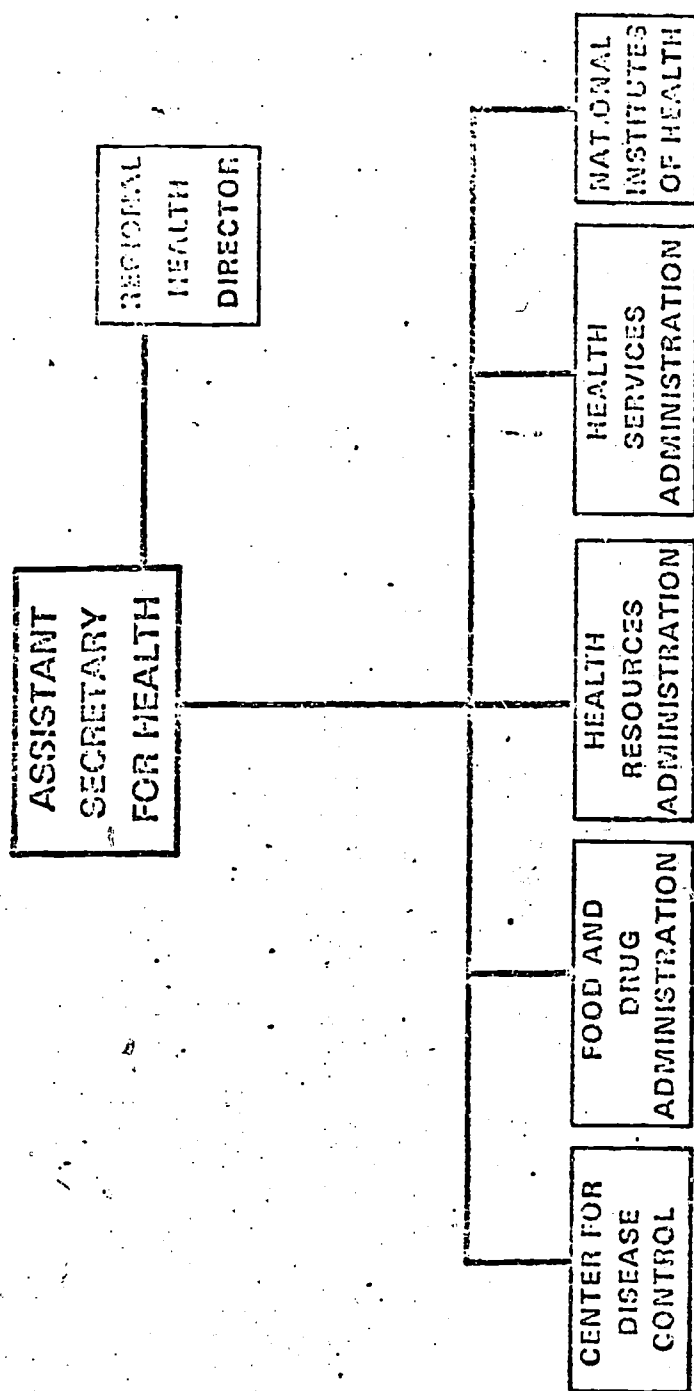 ASSISTANT
SECRETARY
FOR HEALTH
REGIONAL
HEALTH
DIRECTOR
CENTER FOR
DISEASE
CONTROL
FOOD AND
DRUG
ADMINISTRATION
HEALTH
RESOURCES
ADMINISTRATION
HEALTH
SERVICES
ADMINISTRATION
NATIONAL
INSTITUTES
OF HEALTH